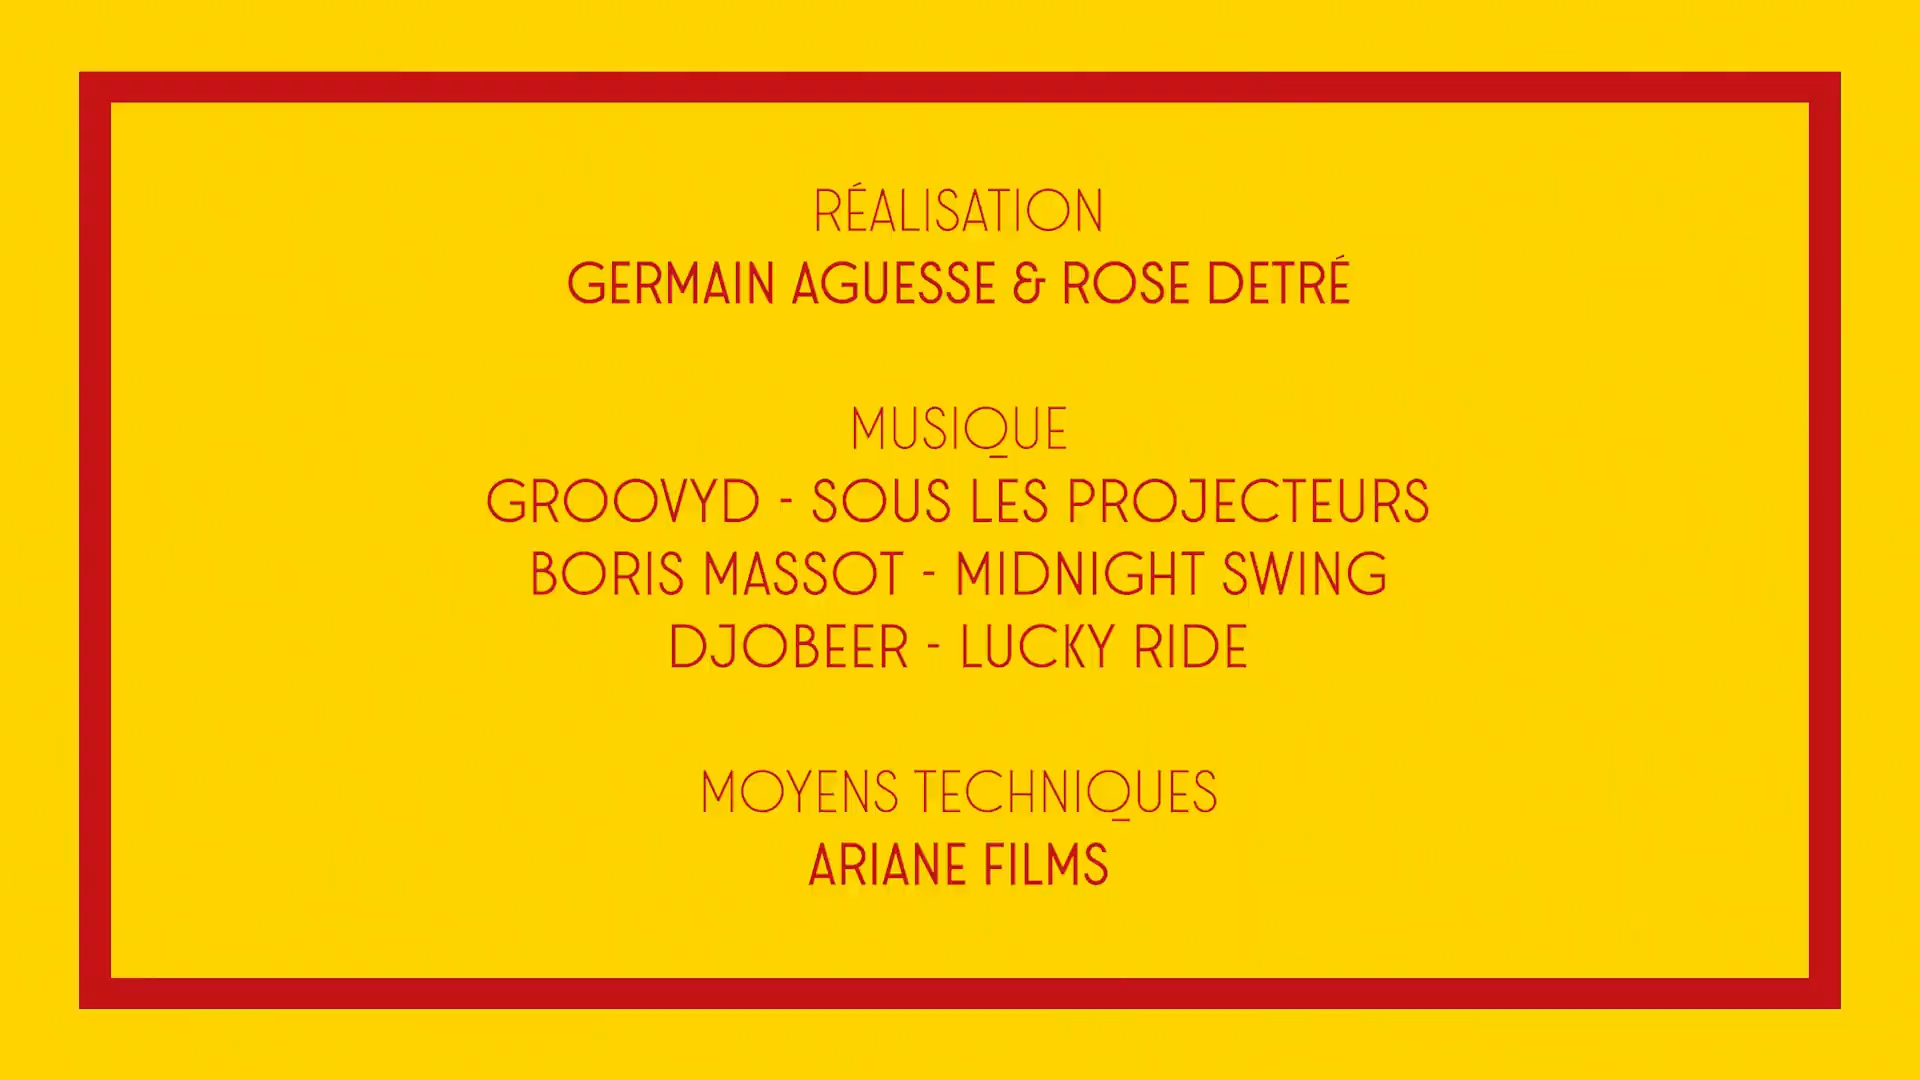 RÉALISATION
GERMAIN AGUESSE & ROSE DETRÉ
MUSIQUE
GROOVYD - SOUS LES PROJECTEURS
BORIS MASSOT - MIDNIGHT SWING
DJOBEER - LUCKY RIDE
MOYENS TECHNIQUES
ARIANE FILMS